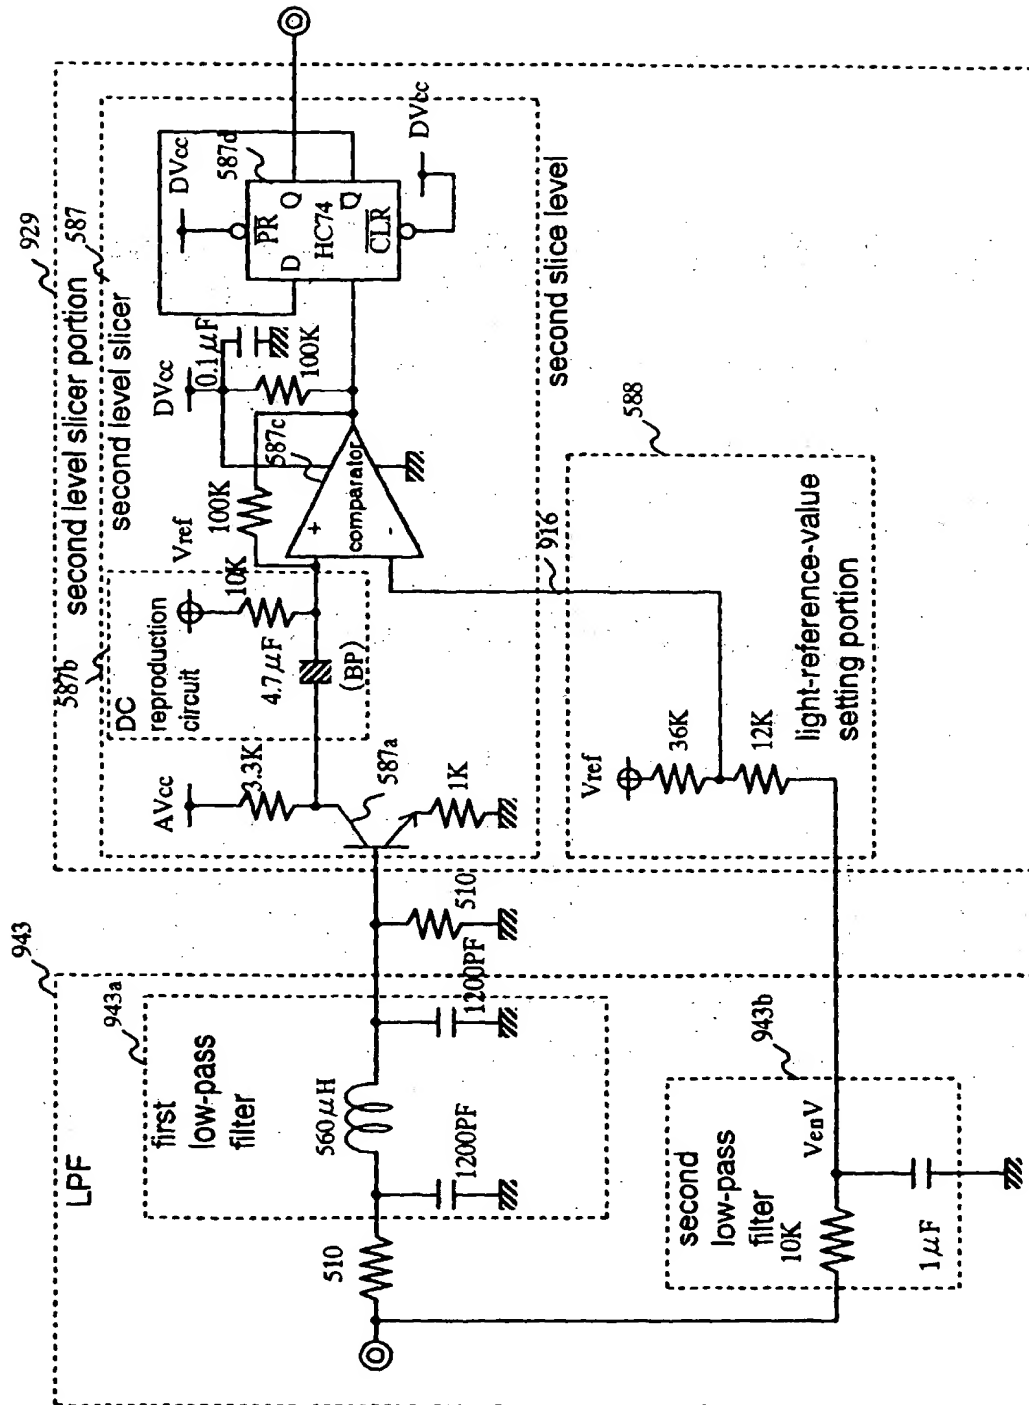 929
second level slicer portion
587
second level slicer
587b
DC
reproduction
circuit
Vref
10K
4.7μF
(BP)
100K
587c
comparator
+
-
DVcc
0.1μF
100K
DVcc
587d
PR
D
Q
HC74
Q
CLR
DVcc
AVcc
3.3K
587a
1K
second slice level
916
588
Vref
36K
12K
light-reference-value
setting portion
943
LPF
943a
first
low-pass
filter
560μH
1200PF
1200PF
510
510
943b
second
low-pass
filter
10K
VenV
1μF